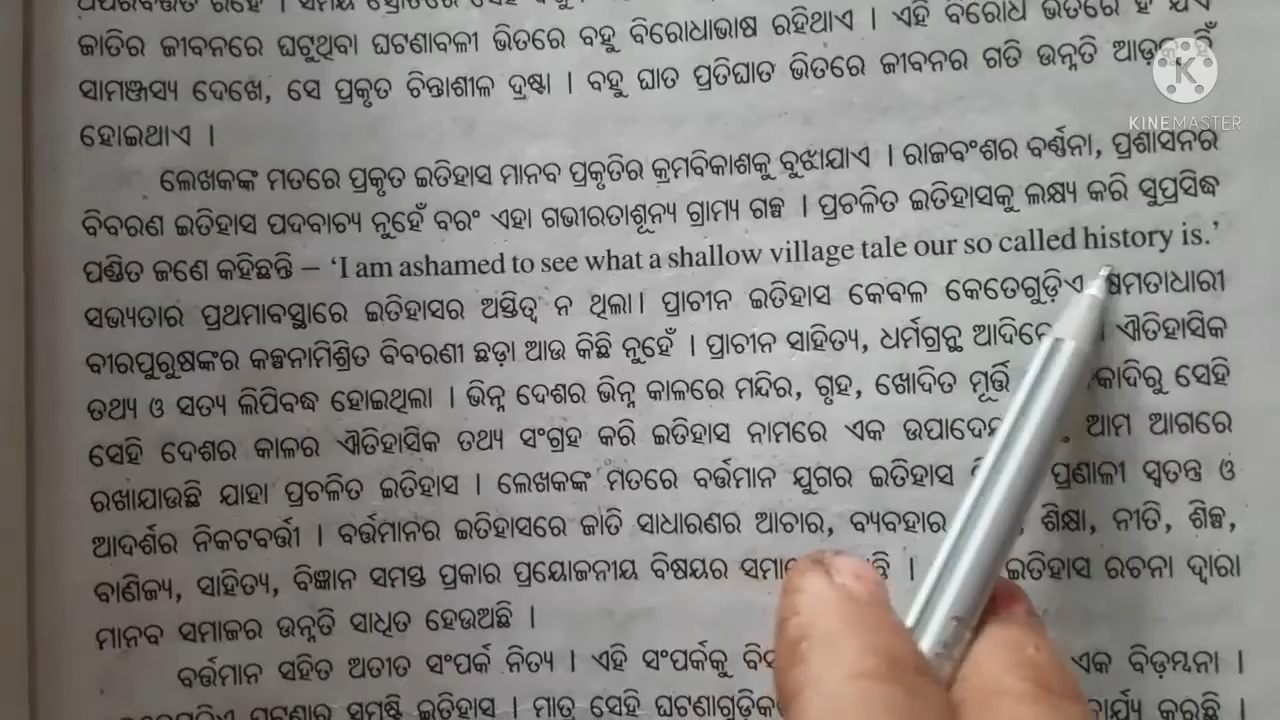 ଜାତିର ଜୀବନରେ ଘଟୁଥିବା ଘଟଣାବଳୀ ଭିତରେ ବହୁ ବିରୋଧାଭାଷ ରହିଥାଏ । ଏହି ବିରୋଧ ଭିତରେ ହିଁ ଯିଏ
ସାମଞ୍ଜସ୍ୟ ଦେଖେ, ସେ ପ୍ରକୃତ ଚିନ୍ତାଶୀଳ ଦ୍ରଷ୍ଟା । ବହୁ ଘାତ ପ୍ରତିଘାତ ଭିତରେ ଜୀବନର ଗତି ଉନ୍ନତି
KINEMASTER
ହୋଇଥାଏ ।
ଲେଖକଙ୍କ ମତରେ ପ୍ରକୃତ ଇତିହାସ ମାନବ ପ୍ରକୃତିର କ୍ରମବିକାଶକୁ ବୁଝାଯାଏ । ରାଜବଂଶର ବର୍ଣ୍ଣନା, ପ୍ରଶାସନର
ବିବରଣ ଇତିହାସ ପଦବାଚ୍ୟ ନୁହେଁ ବରଂ ଏହା ଗଭୀରତାଶୂନ୍ୟ ଗ୍ରାମ୍ୟ ଗଳ୍ପ । ପ୍ରଚଳିତ ଇତିହାସକୁ ଲକ୍ଷ୍ୟ କରି ସୁପ୍ରସିଦ୍ଧ
ପଣ୍ଡିତ ଜଣେ କହିଛନ୍ତି – ‘I am ashamed to see what a shallow village tale our so called history is.’
ସଭ୍ୟତାର ପ୍ରଥମାବସ୍ଥାରେ ଇତିହାସର ଅସ୍ତିତ୍ୱ ନ ଥିଲା। ପ୍ରାଚୀନ ଇତିହାସ କେବଳ କେତେଗୁଡ଼ିଏ କ୍ଷମତାଧାରୀ
ବୀରପୁରୁଷଙ୍କର କଳ୍ପନାମିଶ୍ରିତ ବିବରଣୀ ଛଡ଼ା ଆଉ କିଛି ନୁହେଁ । ପ୍ରାଚୀନ ସାହିତ୍ୟ, ଧର୍ମଗ୍ରନ୍ଥ ଐତିହାସିକ
ତଥ୍ୟ ଓ ସତ୍ୟ ଲିପିବଦ୍ଧ ହୋଇଥିଲା । ଭିନ୍ନ ଦେଶର ଭିନ୍ନ କାଳରେ ମନ୍ଦିର, ଗୃହ, ଖୋଦିତ ମୂର୍ତ୍ତି ସେହି
ସେହି ଦେଶର କାଳର ଐତିହାସିକ ତଥ୍ୟ ସଂଗ୍ରହ କରି ଇତିହାସ ନାମରେ ଏକ ଆମ ଆଗରେ
ରଖାଯାଉଛି ଯାହା ପ୍ରଚଳିତ ଇତିହାସ । ଲେଖକଙ୍କ ମତରେ ବର୍ତ୍ତମାନ ଯୁଗର ଇତିହାସ ପ୍ରଣାଳୀ ସ୍ୱତନ୍ତ୍ର ଓ
ଆଦର୍ଶର ନିକଟବର୍ତ୍ତୀ । ବର୍ତ୍ତମାନର ଇତିହାସରେ ଜାତି ସାଧାରଣର ଆଚାର, ବ୍ୟବହାର ଶିକ୍ଷା, ନୀତି, ଶିଳ୍ପ,
ବାଣିଜ୍ୟ, ସାହିତ୍ୟ, ବିଜ୍ଞାନ ସମସ୍ତ ପ୍ରକାର ପ୍ରୟୋଜନୀୟ ବିଷୟର । ଇତିହାସ ରଚନା ଦ୍ୱାରା
ମାନବ ସମାଜର ଉନ୍ନତି ସାଧିତ ହେଉଅଛି ।
ବର୍ତ୍ତମାନ ସହିତ ଅତୀତ ସଂପର୍କ ନିତ୍ୟ । ଏହି ସଂପର୍କକୁ ଏକ ବିଡ଼ମ୍ବନା ।
ଘଟଣାର ସମଷ୍ଟି ଇତିହାସ । ମାତ୍ର ସେହି କରୁଛି ।